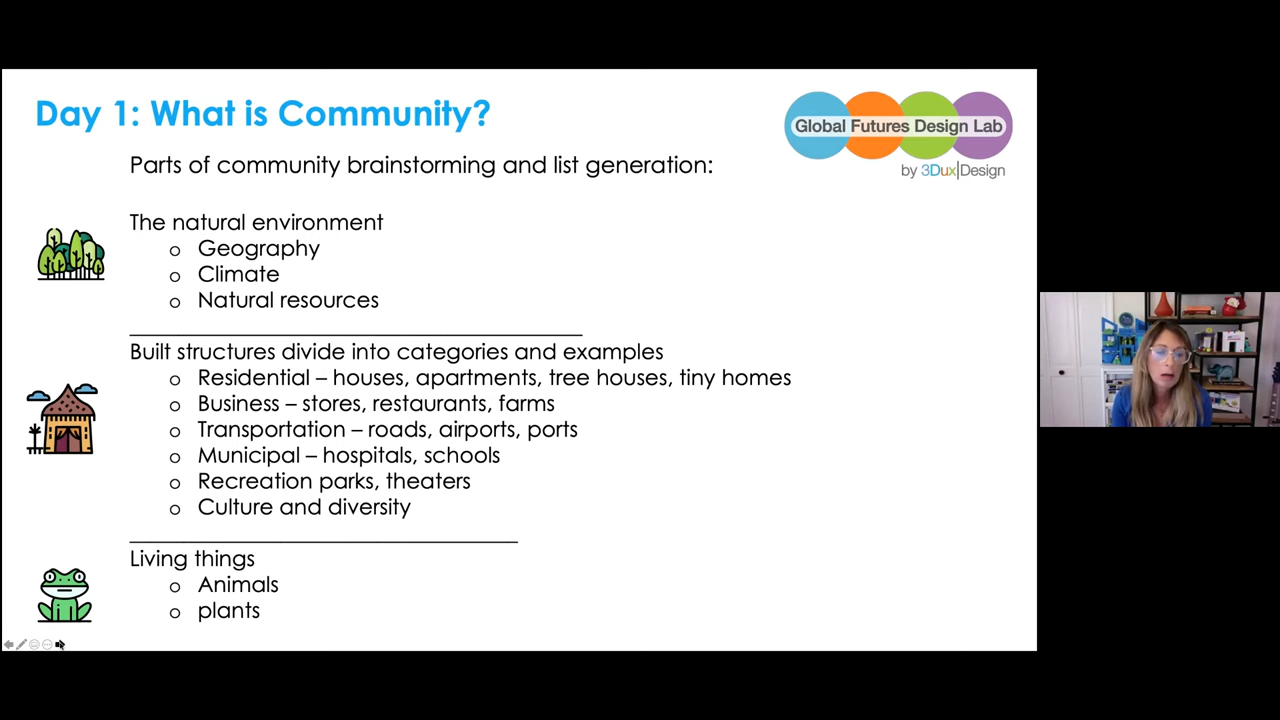 Day 1: What is Community?
Global Futures Design Lab
by 3Dux|Design
Parts of community brainstorming and list generation:
The natural environment
o Geography
o Climate
o Natural resources
Built structures divide into categories and examples
o Residential – houses, apartments, tree houses, tiny homes
o Business – stores, restaurants, farms
o Transportation – roads, airports, ports
o Municipal – hospitals, schools
o Recreation parks, theaters
o Culture and diversity
Living things
o Animals
o plants